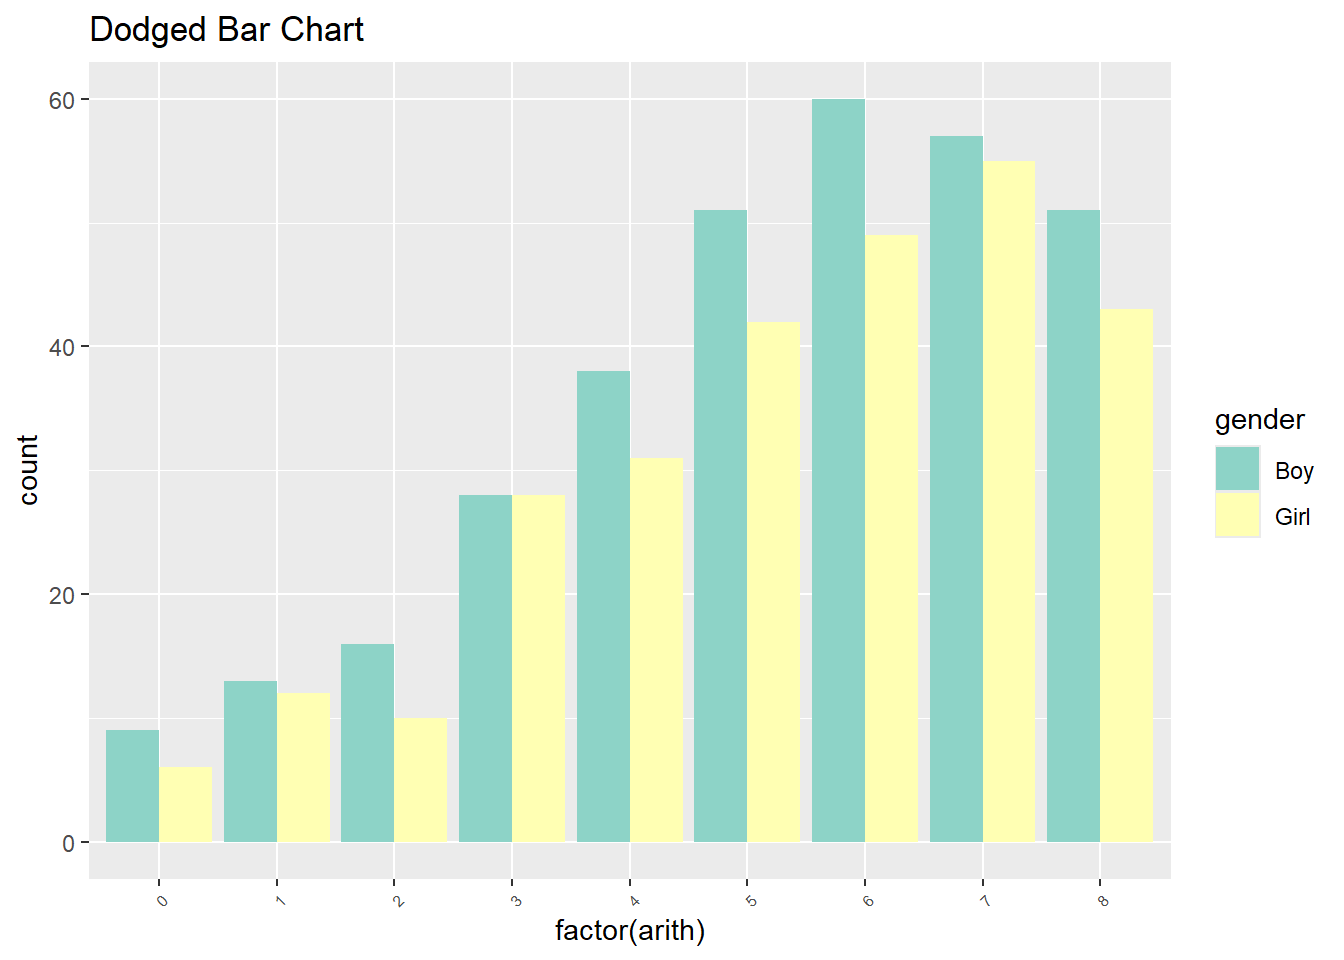 Dodged Bar Chart
60
40
20
0
count
0 1 2 3 4 5 6 7 8
factor(arith)
gender
Boy
Girl